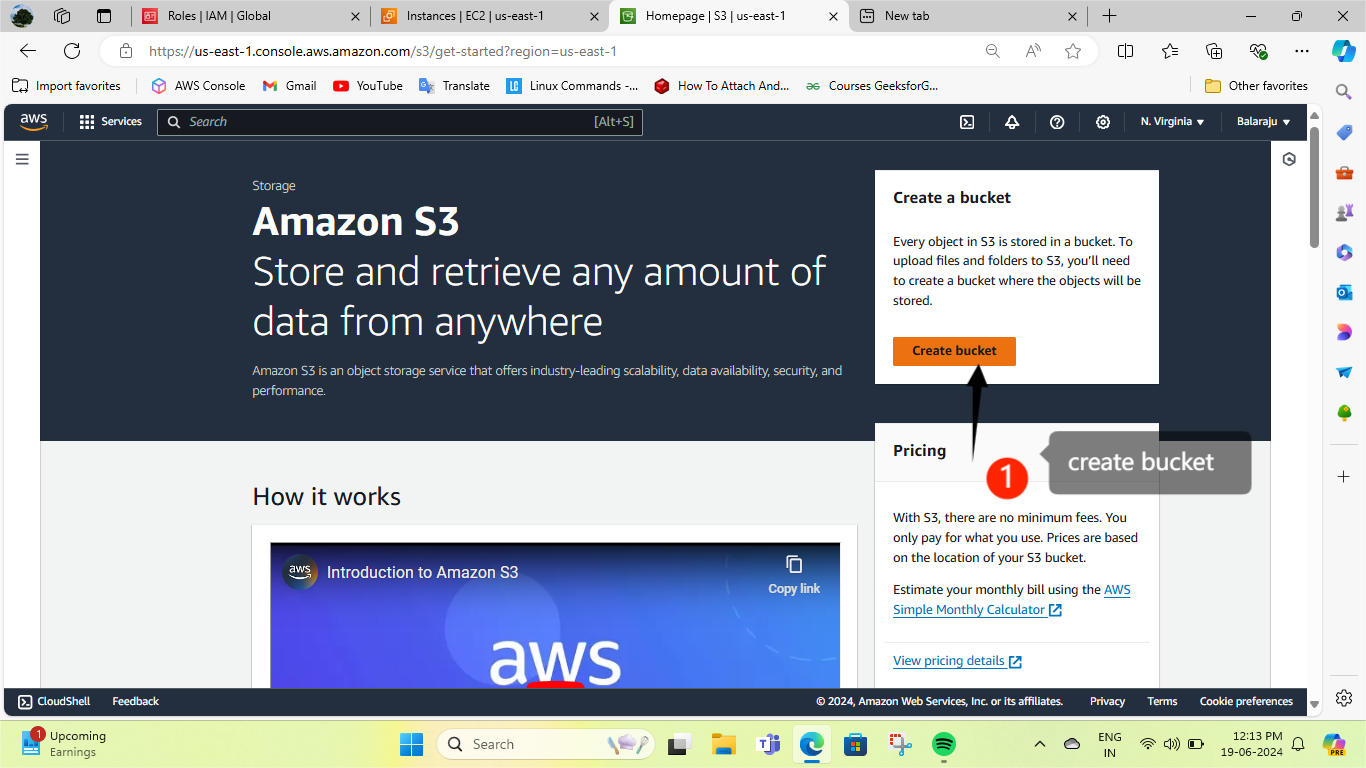 Roles | IAM | Global
Instances | EC2 | us-east-1
Homepage | S3 | us-east-1
New tab
https://us-east-1.console.aws.amazon.com/s3/get-started?region=us-east-1
Import favorites
AWS Console
Gmail
YouTube
Translate
Linux Commands -...
How To Attach And...
Courses GeeksforG...
Other favorites
aws
Services
Search
[Alt+S]
N. Virginia
Balaraju
Storage
Amazon S3
Store and retrieve any amount of
data from anywhere
Amazon S3 is an object storage service that offers industry-leading scalability, data availability, security, and
performance.
Create a bucket
Every object in S3 is stored in a bucket. To
upload files and folders to S3, you'll need
to create a bucket where the objects will be
stored.
Create bucket
1
create bucket
Pricing
With S3, there are no minimum fees. You
only pay for what you use. Prices are based
on the location of your S3 bucket.
Estimate your monthly bill using the AWS
Simple Monthly Calculator
View pricing details
How it works
aws
Introduction to Amazon S3
Copy link
aws
CloudShell
Feedback
© 2024, Amazon Web Services, Inc. or its affiliates.
Privacy
Terms
Cookie preferences
1
Upcoming
Earnings
Search
ENG
IN
12:13 PM
19-06-2024
PRE